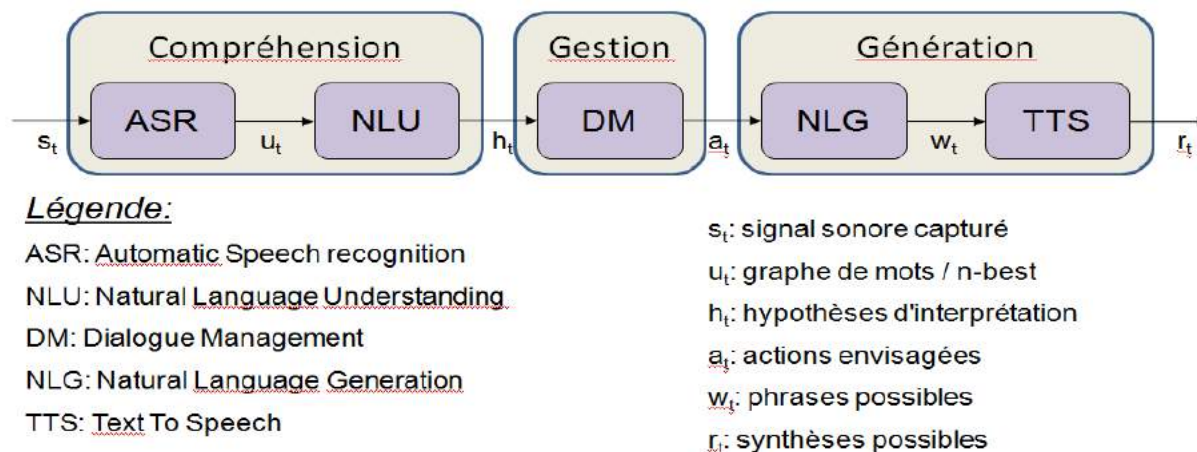 Compréhension Gestion Génération
ASR NLU DM NLG TTS
sₜ uₜ hₜ aₜ wₜ rₜ
Légende:
ASR: Automatic Speech recognition
NLU: Natural Language Understanding
DM: Dialogue Management
NLG: Natural Language Generation
TTS: Text To Speech
sₜ: signal sonore capturé
uₜ: graphe de mots / n-best
hₜ: hypothèses d'interprétation
aₜ: actions envisagées
wₜ: phrases possibles
rₜ: synthèses possibles